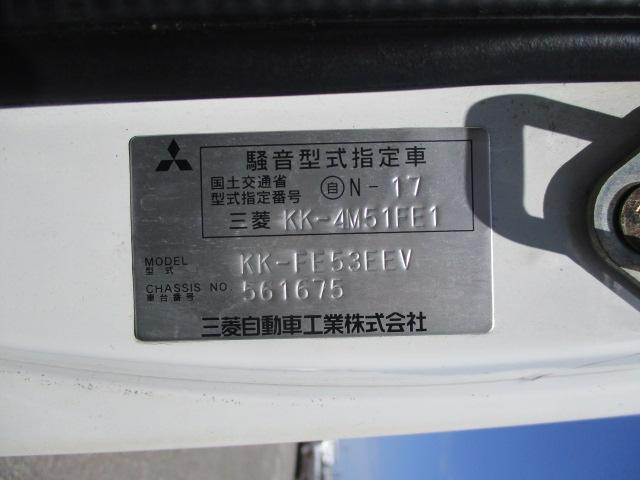 騒音型式指定車
国土交通省
型式指定番号 自N-17
三菱 KK-4M51FE1
MODEL
型式 KK-FE53EEV
CHASSIS NO
車台番号 561675
三菱自動車工業株式会社